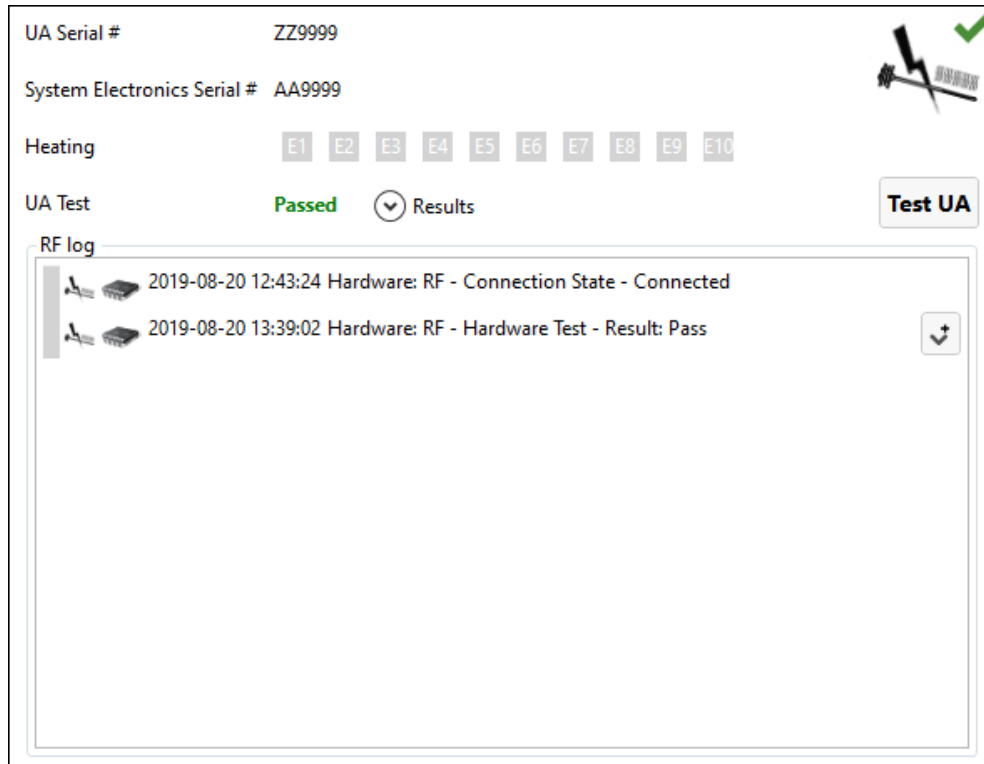 UA Serial # ZZ9999
System Electronics Serial # AA9999
Heating E1 E2 E3 E4 E5 E6 E7 E8 E9 E10
UA Test Passed Results Test UA
RF log
2019-08-20 12:43:24 Hardware: RF - Connection State - Connected
2019-08-20 13:39:02 Hardware: RF - Hardware Test - Result: Pass